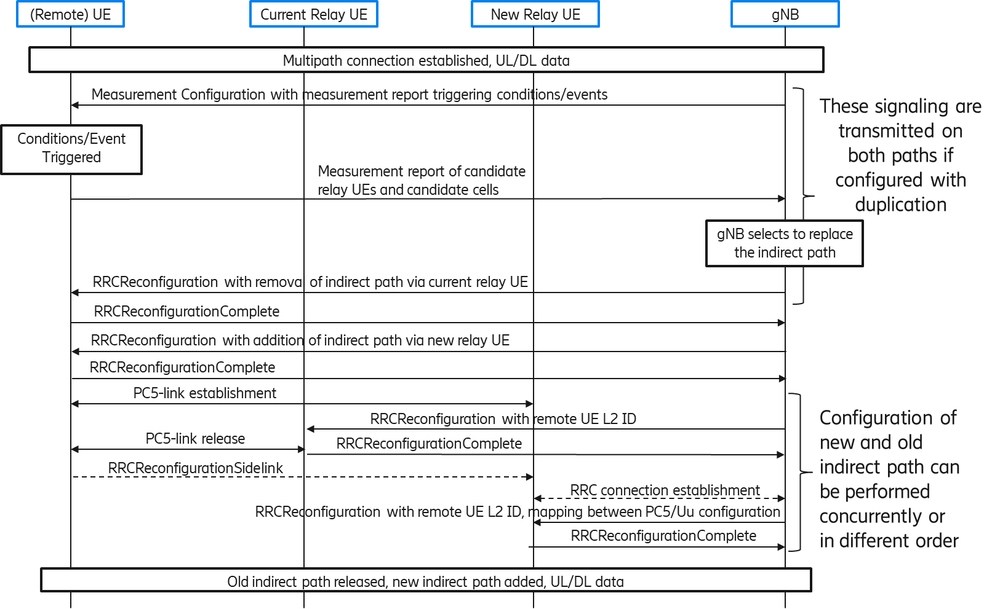 (Remote) UE
Current Relay UE
New Relay UE
gNB
Multipath connection established, UL/DL data
Measurement Configuration with measurement report triggering conditions/events
These signaling are
transmitted on
both paths if
configured with
duplication
Conditions/Event
Triggered
Measurement report of candidate
relay UEs and candidate cells
gNB selects to replace
the indirect path
RRCReconfiguration with removal of indirect path via current relay UE
RRCReconfigurationComplete
RRCReconfiguration with addition of indirect path via new relay UE
RRCReconfigurationComplete
PC5-link establishment
RRCReconfiguration with remote UE L2 ID
PC5-link release
RRCReconfigurationComplete
RRCReconfigurationSidelink
RRC connection establishment
RRCReconfiguration with remote UE L2 ID, mapping between PC5/Uu configuration
RRCReconfigurationComplete
Configuration of
new and old
indirect path can
be performed
concurrently or
in different order
Old indirect path released, new indirect path added, UL/DL data